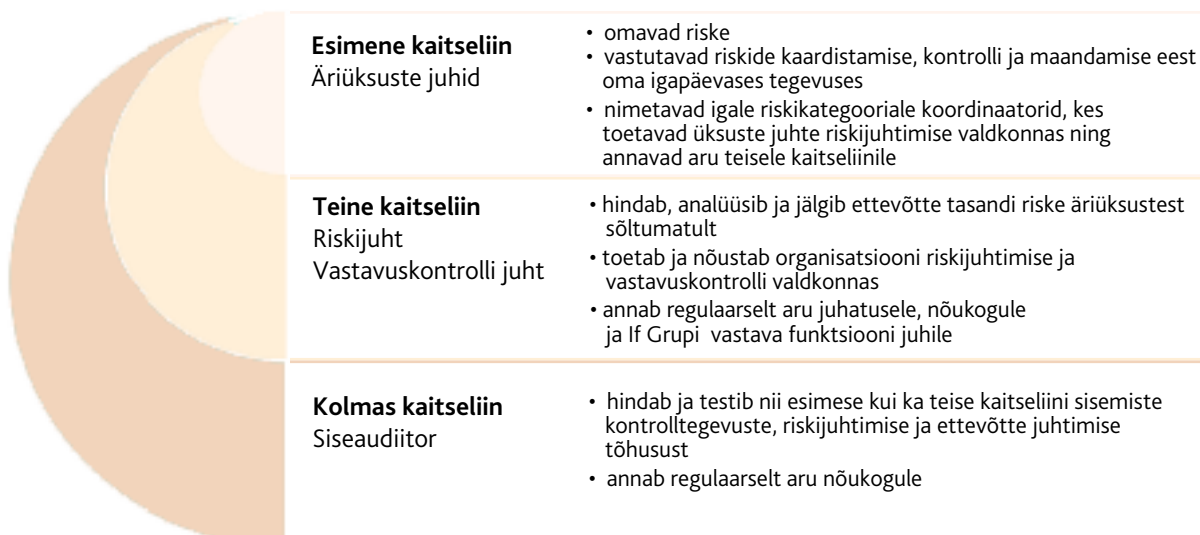 Esimene kaitseliin
Äriüksuste juhid
• omavad riske
• vastutavad riskide kaardistamise, kontrolli ja maandamise eest
oma igapäevases tegevuses
• nimetavad igale riskikategooriale koordinaatorid, kes
toetavad üksuste juhte riskijuhtimise valdkonnas ning
annavad aru teisele kaitseliinile
Teine kaitseliin
Riskijuht
Vastavuskontrolli juht
• hindab, analüüsib ja jälgib ettevõtte tasandi riske äriüksustest
sõltumatult
• toetab ja nõustab organisatsiooni riskijuhtimise ja
vastavuskontrolli valdkonnas
• annab regulaarselt aru juhatusele, nõukogule
ja If Grupi vastava funktsiooni juhile
Kolmas kaitseliin
Siseaudiitor
• hindab ja testib nii esimese kui ka teise kaitseliini sisemiste
kontrolltegevuste, riskijuhtimise ja ettevõtte juhtimise
tõhusust
• annab regulaarselt aru nõukogule